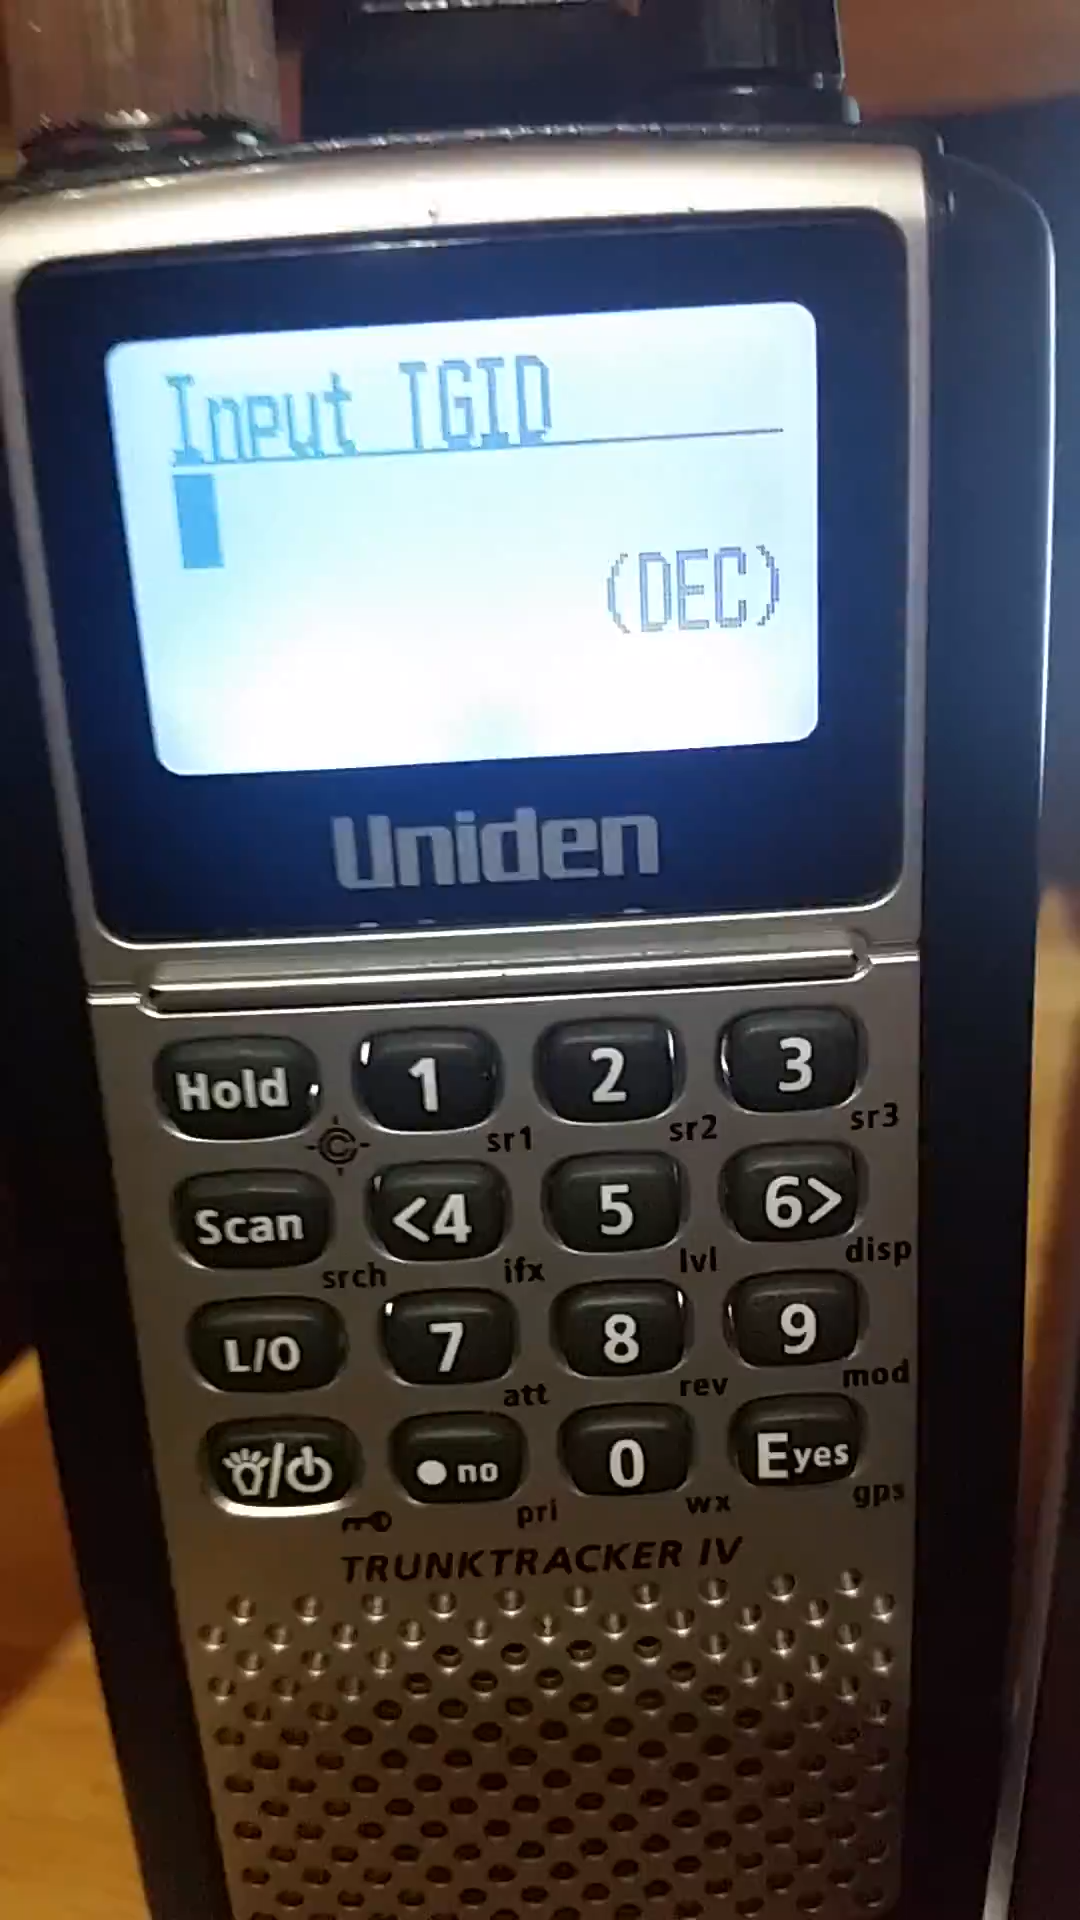 Input TGID
(DEC)
Uniden
Hold 1 2 3
sr1 sr2 sr3
Scan <4 5 6>
srch ifx lvl disp
L/O 7 8 9
att rev mod
/ •no 0 E yes
pri wx gps
TRUNKTRACKER IV